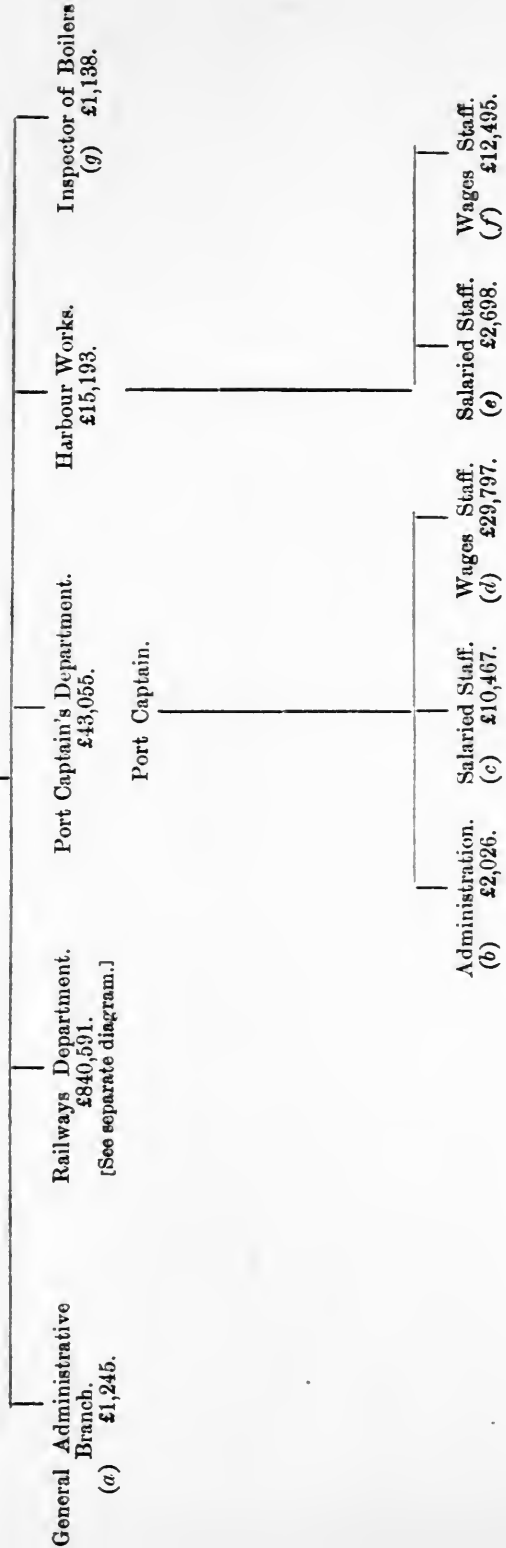 General Administrative
Branch.
(a) £1,245.
Railways Department.
£840,591.
[See separate diagram.]
Port Captain's Department.
£43,055.
Harbour Works.
£15,193.
Inspector of Boilers
(g) £1,138.
Port Captain.
Administration.
(b) £2,026.
Salaried Staff.
(c) £10,467.
Wages Staff.
(d) £29,797.
Salaried Staff.
(e) £2,698.
Wages Staff.
(f) £12,495.